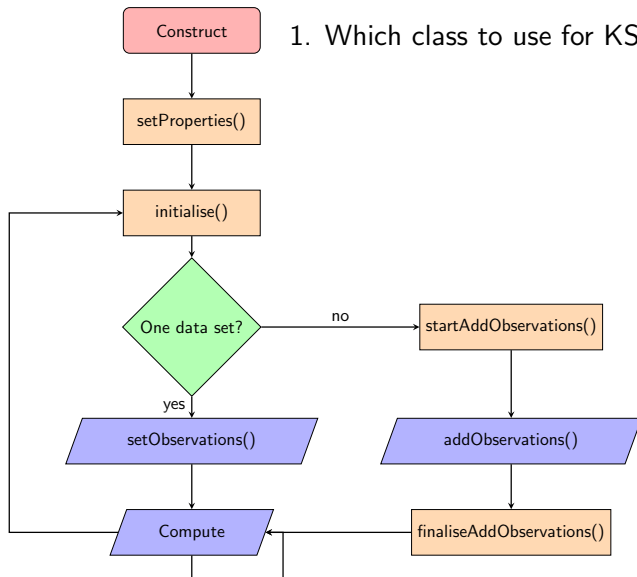 Construct
1. Which class to use for KS
setProperties()
initialise()
One data set?
no
startAddObservations()
yes
setObservations()
addObservations()
Compute
finaliseAddObservations()